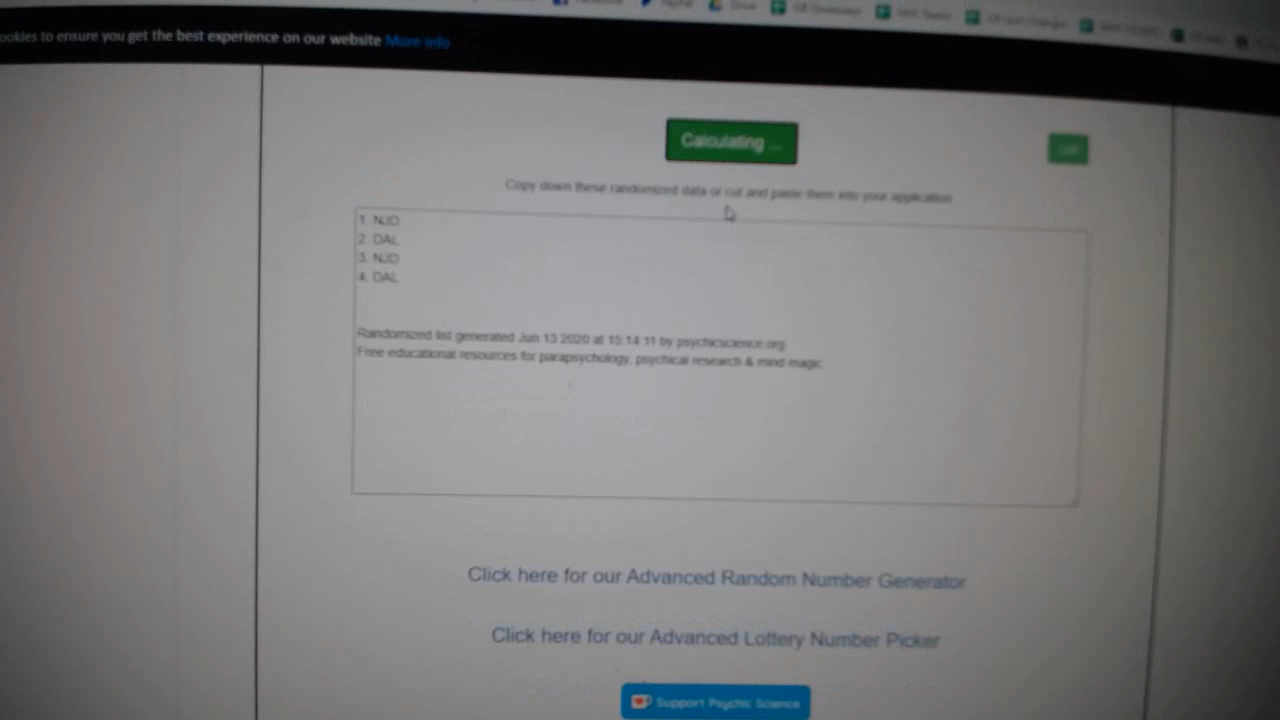 Drive
ookies to ensure you get the best experience on our website More info
Calculating ...
Copy down these randomized data or cut and paste them into your application
1. NJD
2. DAL
3. NJD
4. DAL
Randomized list generated Jun 13 2020 at 15:14:11 by psychicscience.org
Free educational resources for parapsychology, psychical research & mind magic
Click here for our Advanced Random Number Generator
Click here for our Advanced Lottery Number Picker
Support Psychic Science